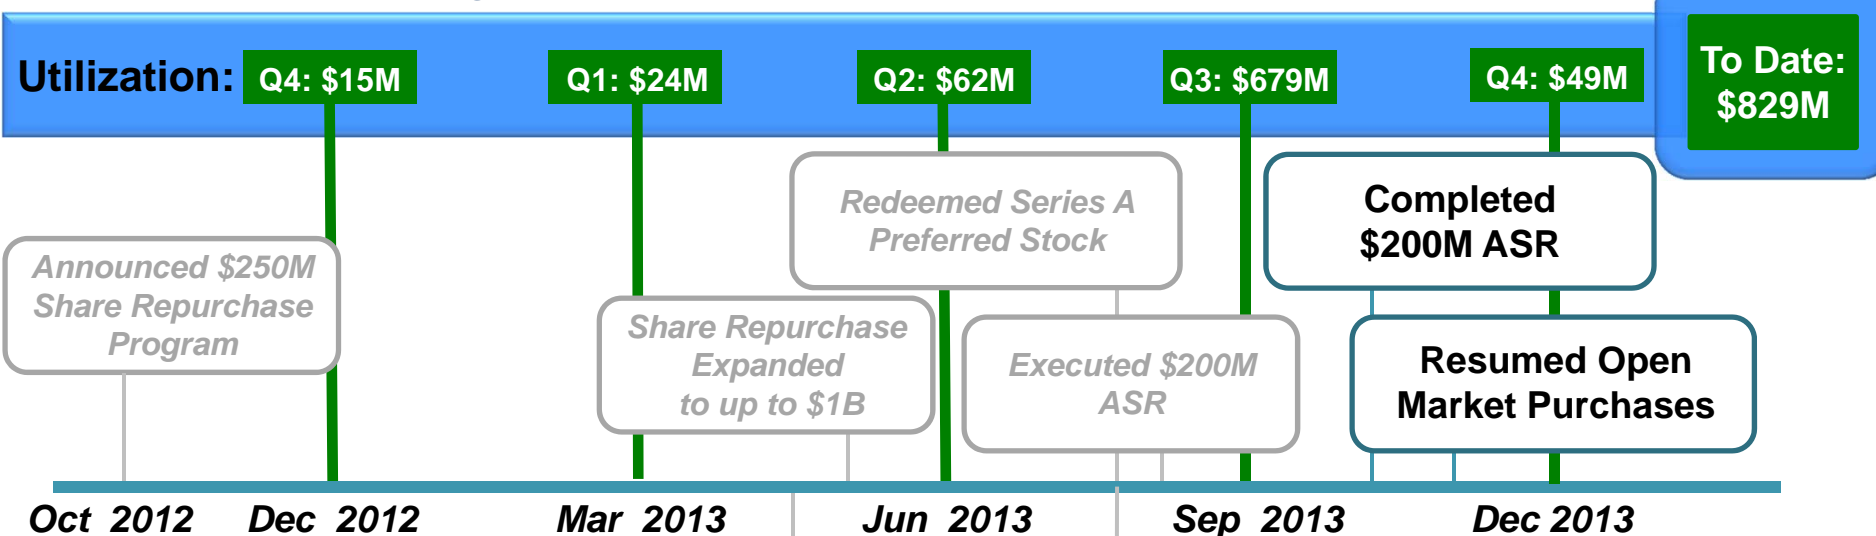 Utilization:
Q4: $15M
Q1: $24M
Q2: $62M
Q3: $679M
Q4: $49M
To Date:
$829M
Announced $250M
Share Repurchase
Program
Share Repurchase
Expanded
to up to $1B
Redeemed Series A
Preferred Stock
Executed $200M
ASR
Completed
$200M ASR
Resumed Open
Market Purchases
Oct 2012
Dec 2012
Mar 2013
Jun 2013
Sep 2013
Dec 2013